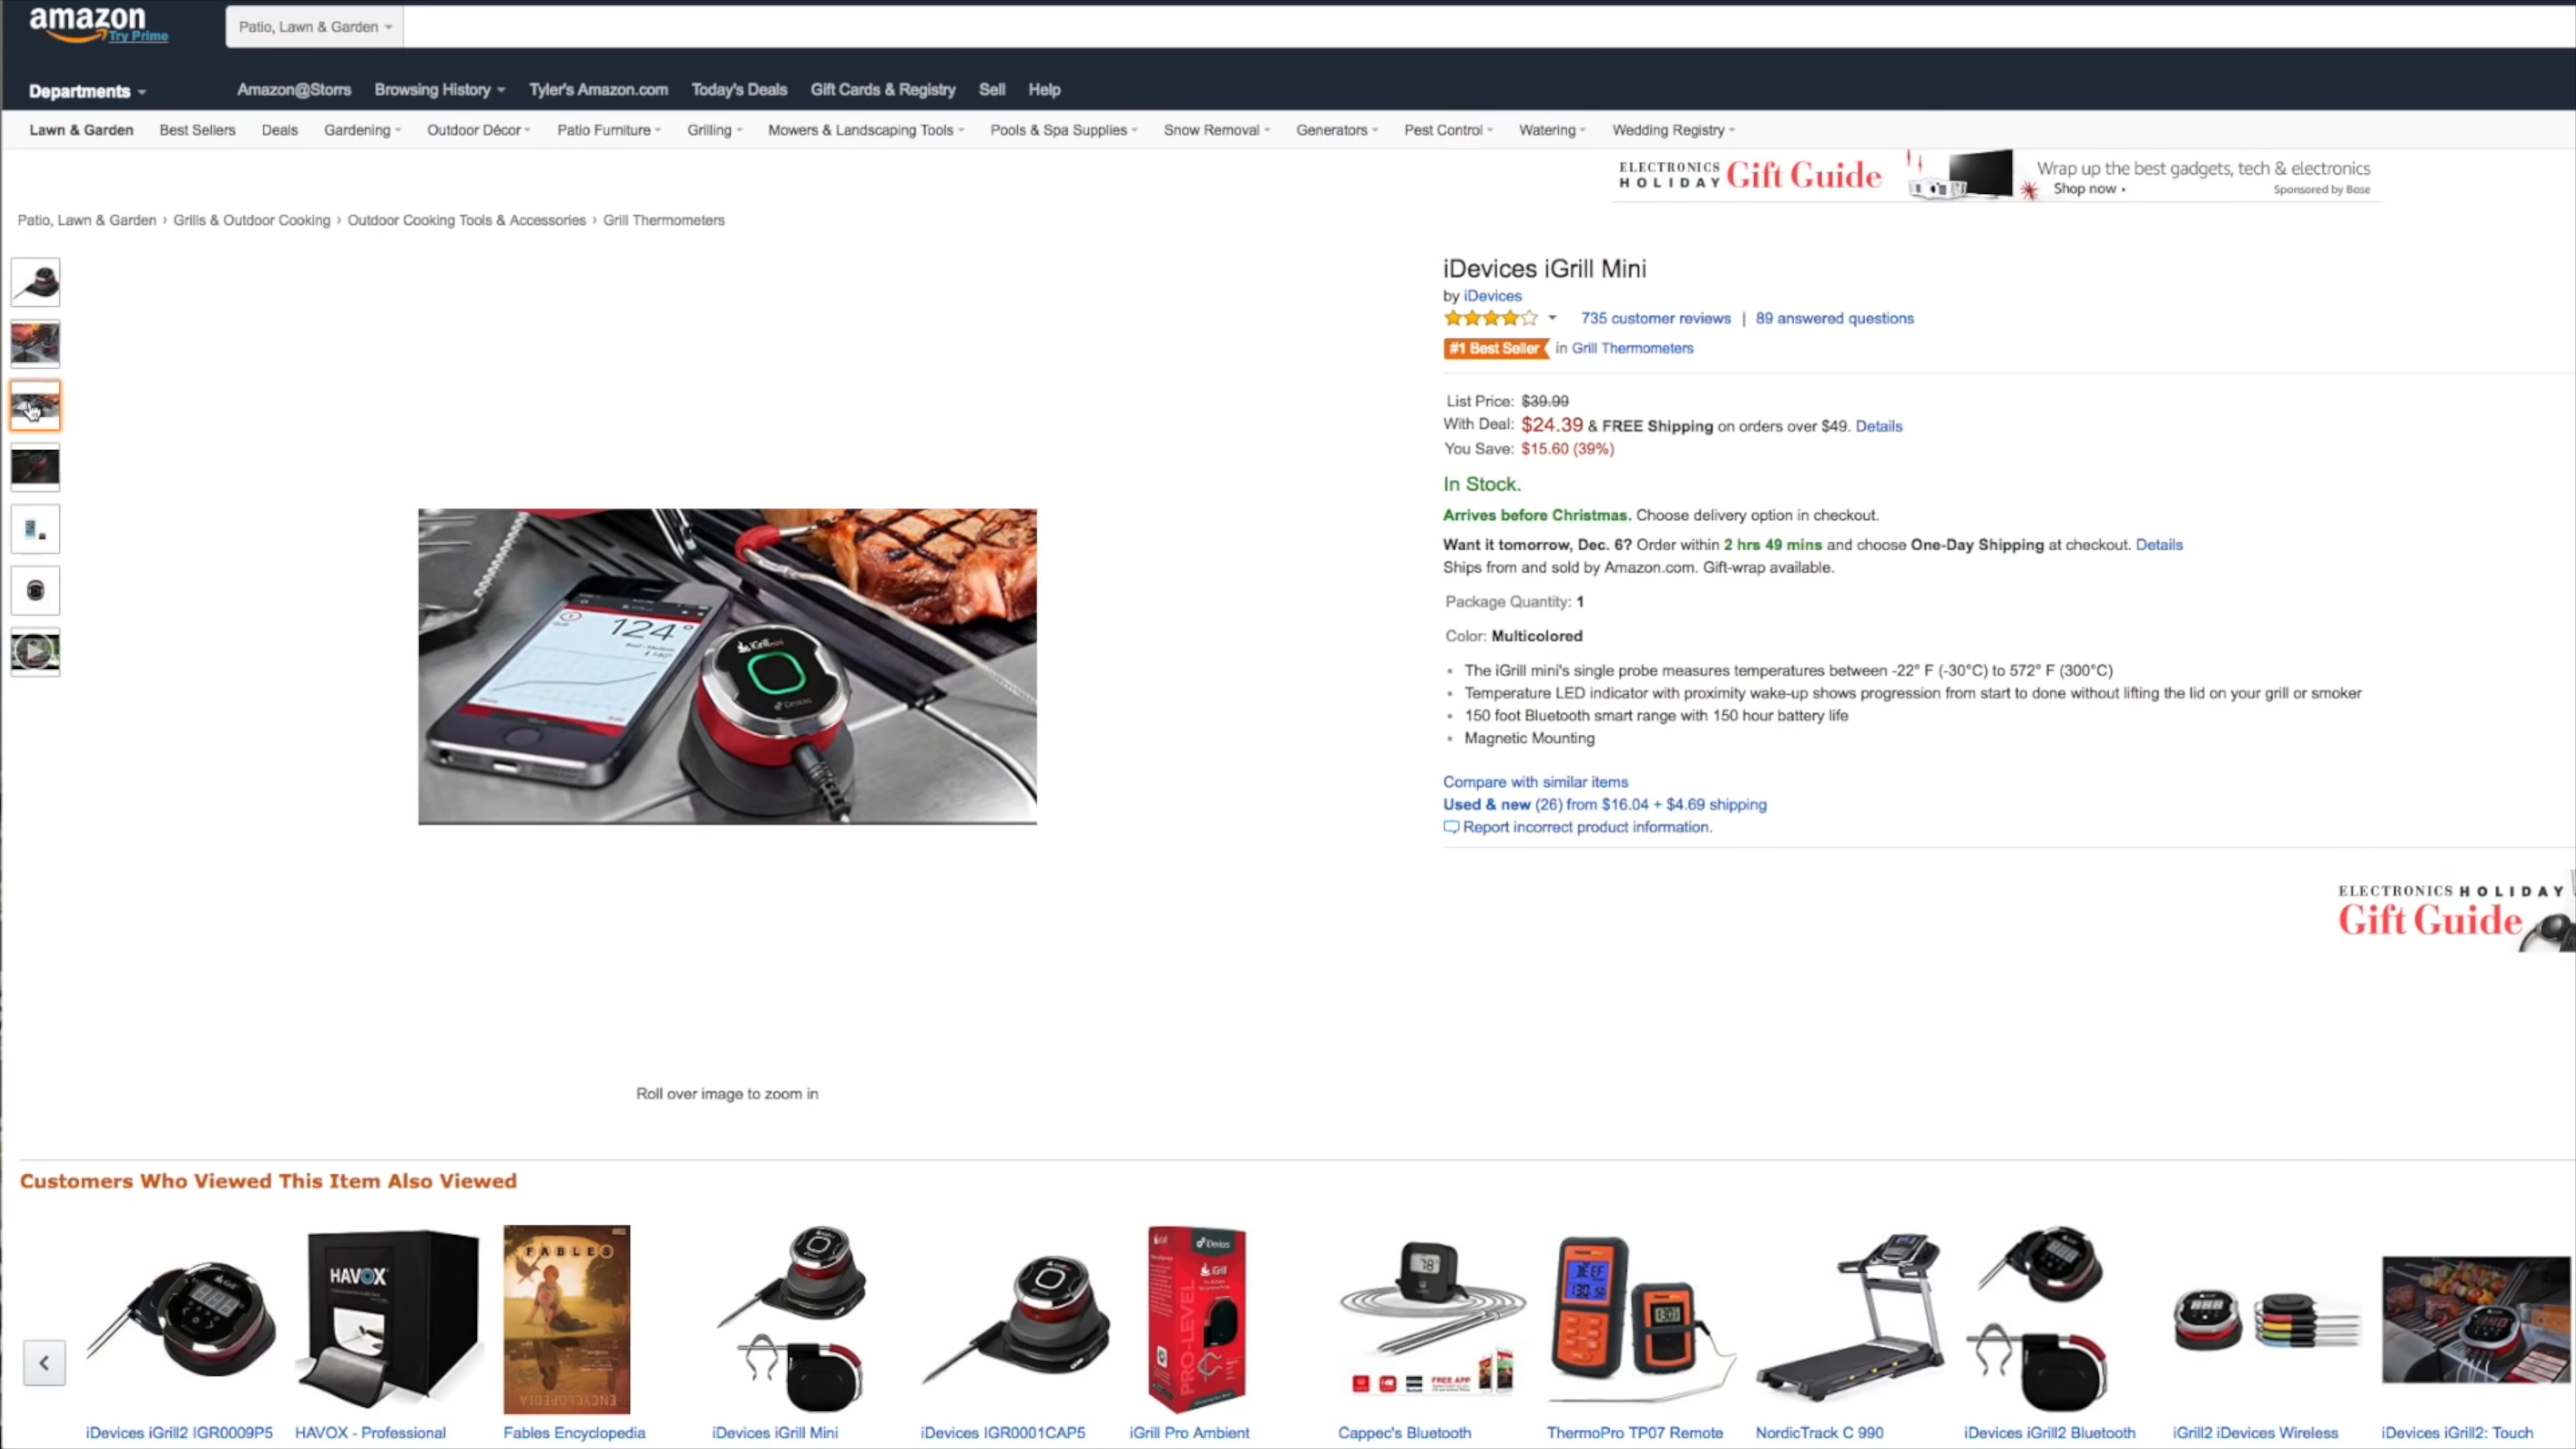 amazon
Try Prime
Patio, Lawn & Garden
Departments
Amazon@Storrs
Browsing History
Tyler's Amazon.com
Today's Deals
Gift Cards & Registry
Sell
Help
Lawn & Garden
Best Sellers
Deals
Gardening
Outdoor Décor
Patio Furniture
Grilling
Mowers & Landscaping Tools
Pools & Spa Supplies
Snow Removal
Generators
Pest Control
Watering
Wedding Registry
ELECTRONICS
HOLIDAY
Gift Guide
Wrap up the best gadgets, tech & electronics
Shop now ›
Sponsored by Bose
Patio, Lawn & Garden › Grills & Outdoor Cooking › Outdoor Cooking Tools & Accessories › Grill Thermometers
iDevices iGrill Mini
by iDevices
735 customer reviews | 89 answered questions
#1 Best Seller in Grill Thermometers
List Price: $39.99
With Deal: $24.39 & FREE Shipping on orders over $49. Details
You Save: $15.60 (39%)
In Stock.
Arrives before Christmas. Choose delivery option in checkout.
Want it tomorrow, Dec. 6? Order within 2 hrs 49 mins and choose One-Day Shipping at checkout. Details
Ships from and sold by Amazon.com. Gift-wrap available.
Package Quantity: 1
Color: Multicolored
• The iGrill mini's single probe measures temperatures between -22° F (-30°C) to 572° F (300°C)
• Temperature LED indicator with proximity wake-up shows progression from start to done without lifting the lid on your grill or smoker
• 150 foot Bluetooth smart range with 150 hour battery life
• Magnetic Mounting
Compare with similar items
Used & new (26) from $16.04 + $4.69 shipping
Report incorrect product information.
124°
iGrill mini
iDevices
ELECTRONICS HOLIDAY
Gift Guide
Roll over image to zoom in
Customers Who Viewed This Item Also Viewed
HAVOX
FABLES
ENCYCLOPEDIA
iDevices
iGrill
PRO-LEVEL
78°
FREE APP
BEEF
iDevices iGrill2 IGR0009P5
HAVOX - Professional
Fables Encyclopedia
iDevices iGrill Mini
iDevices IGR0001CAP5
iGrill Pro Ambient
Cappec's Bluetooth
ThermoPro TP07 Remote
NordicTrack C 990
iDevices iGrill2 Bluetooth
iGrill2 iDevices Wireless
iDevices iGrill2: Touch